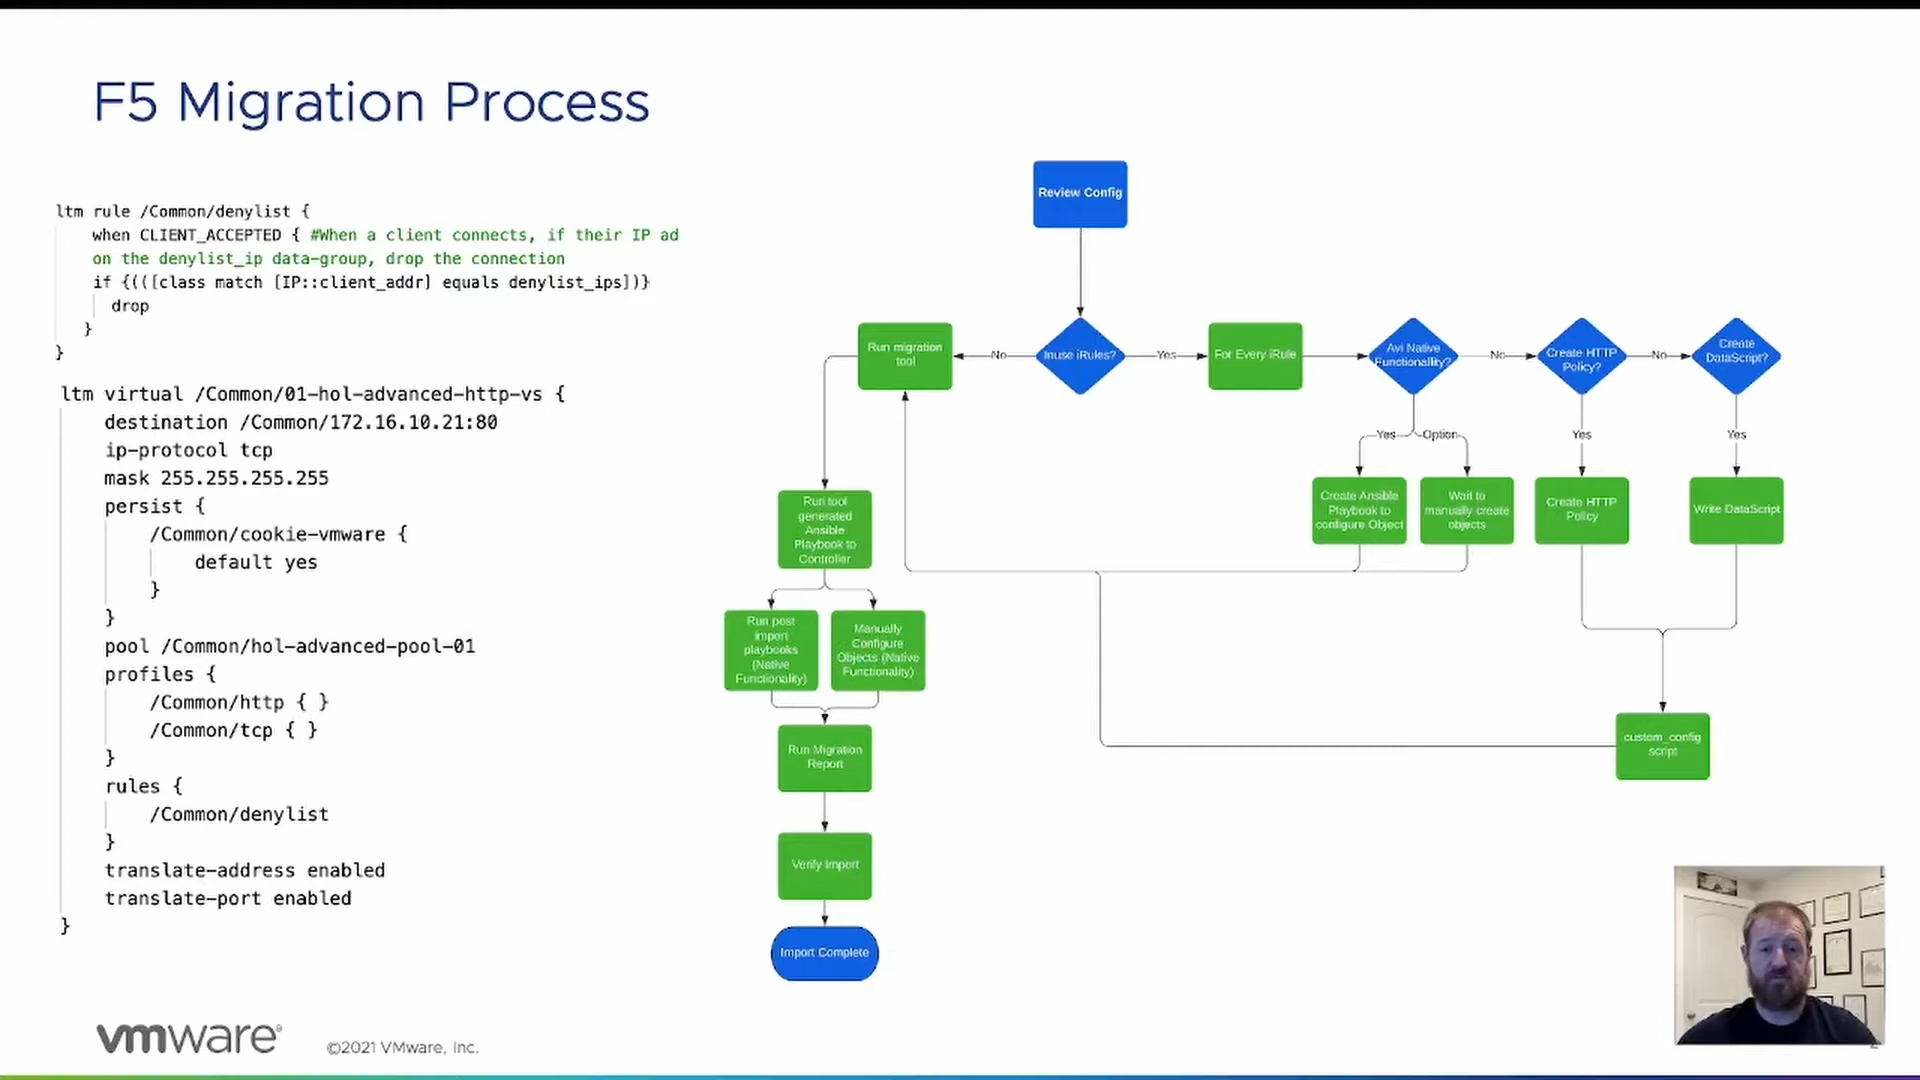 F5 Migration Process
ltm rule /Common/denylist {
when CLIENT_ACCEPTED { #When a client connects, if their IP ad
on the denylist_ip data-group, drop the connection
if {(([class match [IP::client_addr] equals denylist_ips])}
drop
}
}
ltm virtual /Common/01-hol-advanced-http-vs {
destination /Common/172.16.10.21:80
ip-protocol tcp
mask 255.255.255.255
persist {
/Common/cookie-vmware {
default yes
}
}
pool /Common/hol-advanced-pool-01
profiles {
/Common/http { }
/Common/tcp { }
}
rules {
/Common/denylist
}
translate-address enabled
translate-port enabled
}
Review Config
Run migration
tool
No
Inuse iRules?
Yes
For Every iRule
Avi Native
Functionallity?
No
Create HTTP
Policy?
No
Create
DataScript?
Yes
Option
Yes
Yes
Create Ansible
Playbook to
configure Object
Wait to
manually create
objects
Create HTTP
Policy
Write DataScript
Run tool
generated
Ansible
Playbook to
Controller
Run post
import
playbooks
(Native
Functionality)
Manually
Configure
Objects (Native
Functionality)
custom_config
script
Run Migration
Report
Verify Import
Import Complete
vmware®
©2021 VMware, Inc.